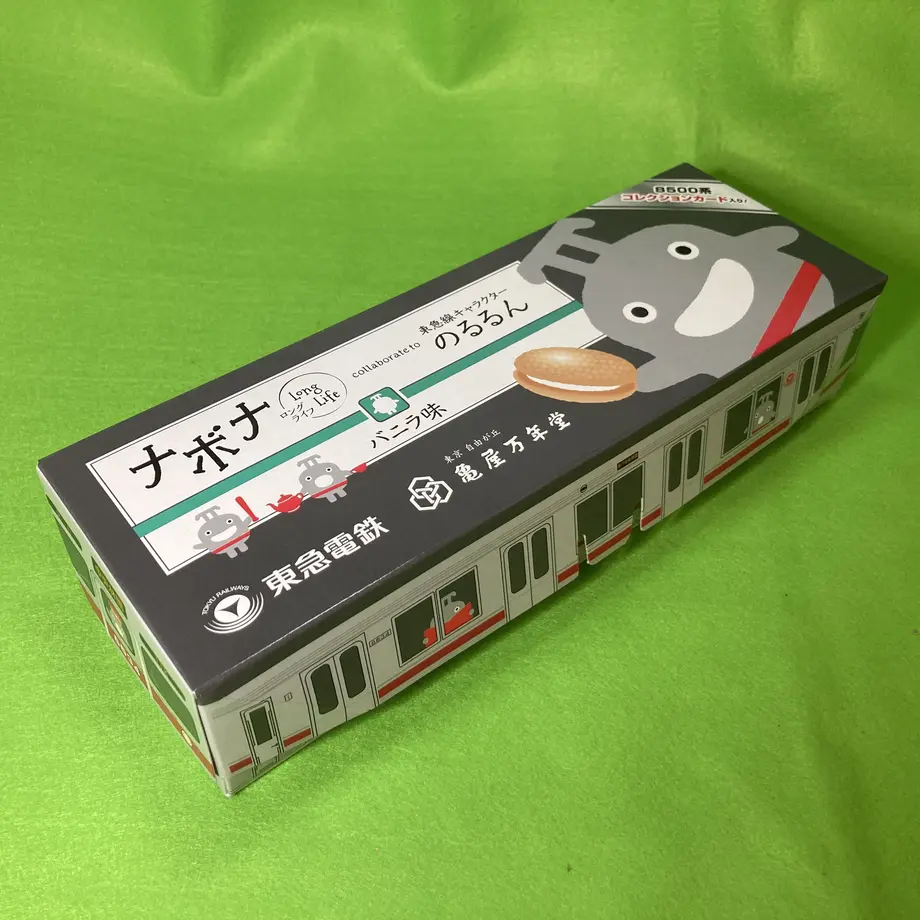 8500系
コレクションカード入り!
東急線キャラクター
collaborate to のるるん
ナボナ
Long Life
ロングライフ
バニラ味
東京 自由が丘
亀屋万年堂
東急電鉄
TOKYU RAILWAYS